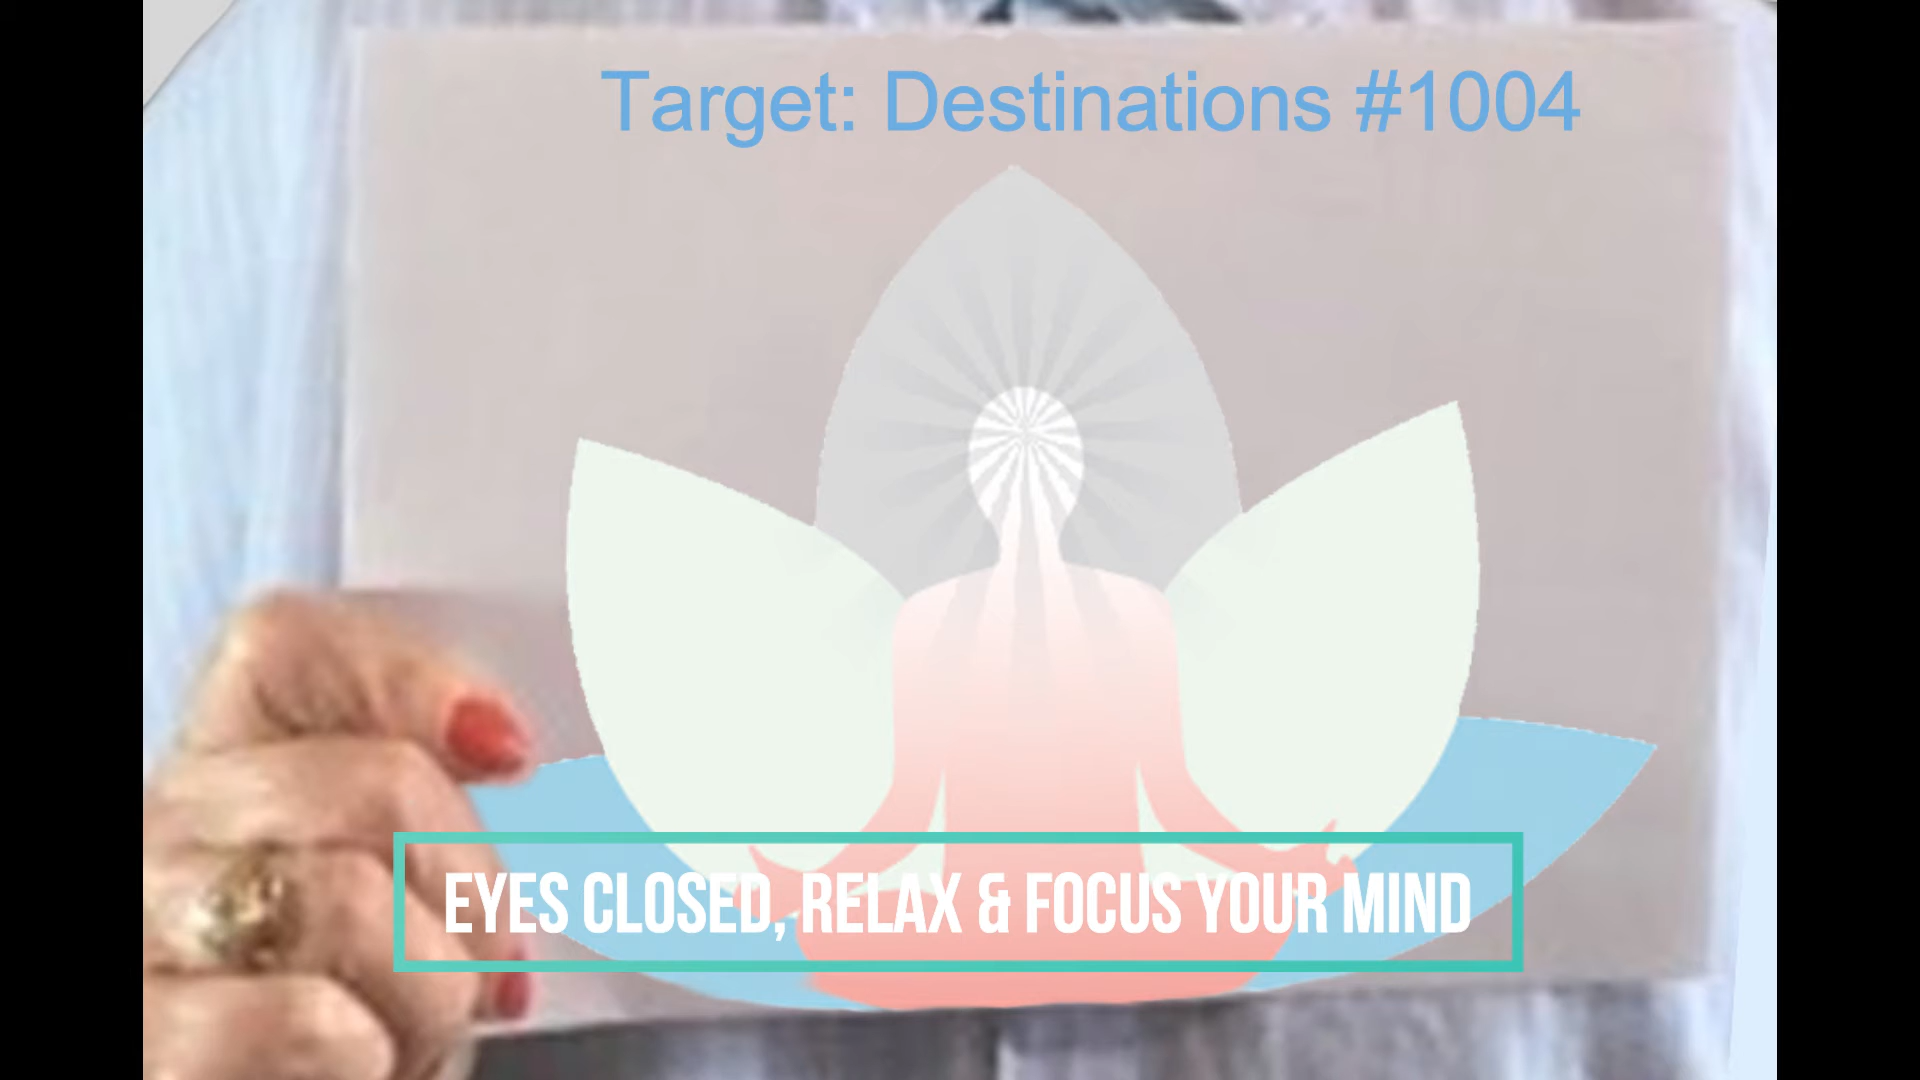 Target: Destinations #1004
EYES CLOSED, RELAX & FOCUS YOUR MIND